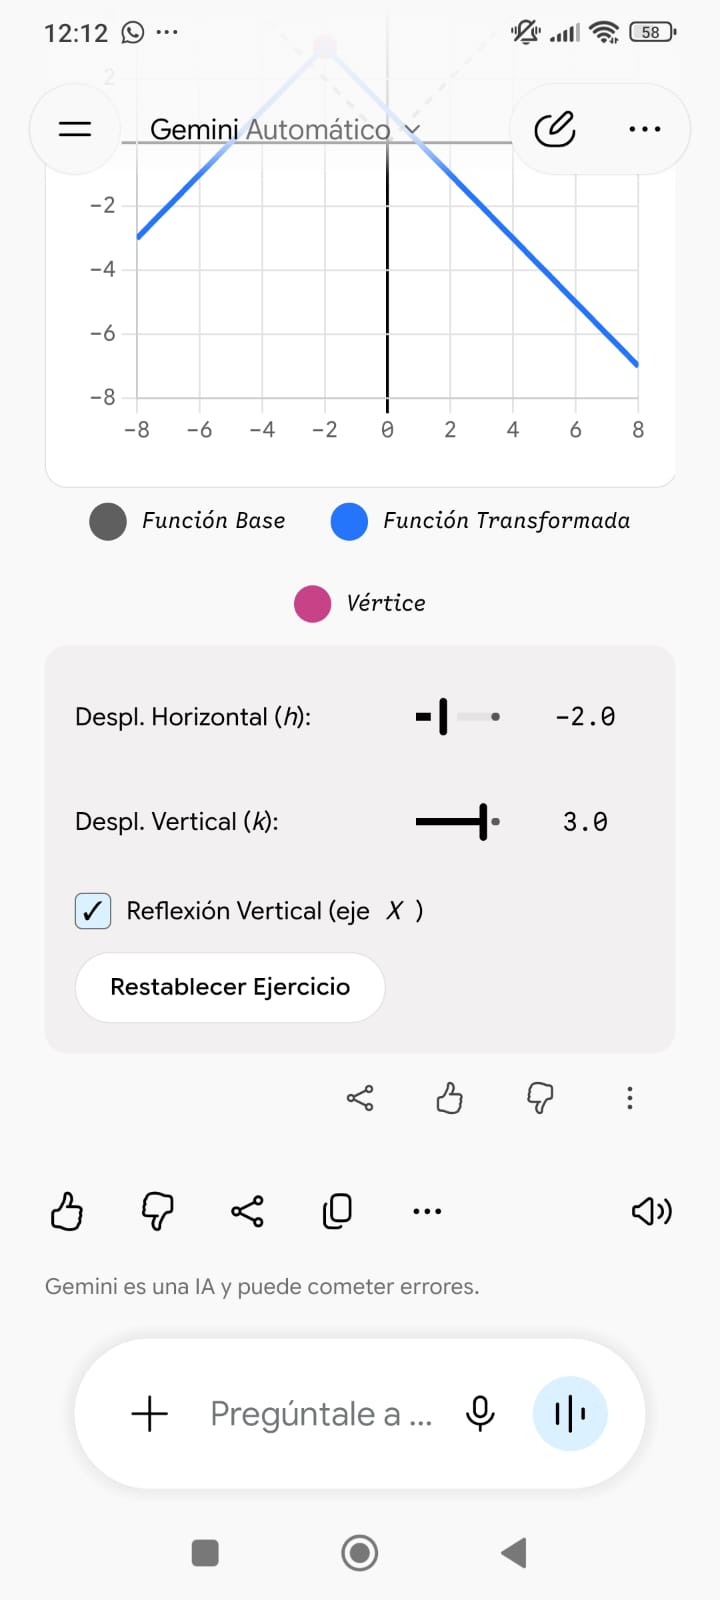 12:12 ... 58
2
Gemini Automático
-2
-4
-6
-8
-8 -6 -4 -2 0 2 4 6 8
Función Base Función Transformada
Vértice
Despl. Horizontal (h): -2.0
Despl. Vertical (k): 3.0
✓ Reflexión Vertical (eje X )
Restablecer Ejercicio
Gemini es una IA y puede cometer errores.
Pregúntale a ...